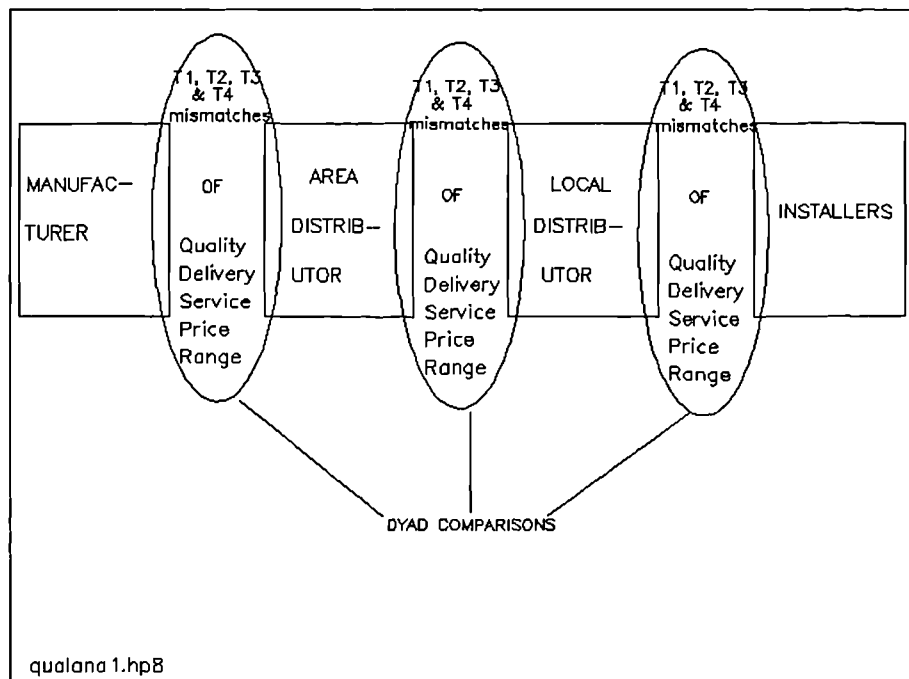 T1, T2, T3
& T4
mismatches
T1, T2, T3
& T4
mismatches
T1, T2, T3
& T4
mismatches
MANUFAC-
TURER
OF
Quality
Delivery
Service
Price
Range
AREA
DISTRIB-
UTOR
OF
Quality
Delivery
Service
Price
Range
LOCAL
DISTRIB-
UTOR
OF
Quality
Delivery
Service
Price
Range
INSTALLERS
DYAD COMPARISONS
qualana1.hp8